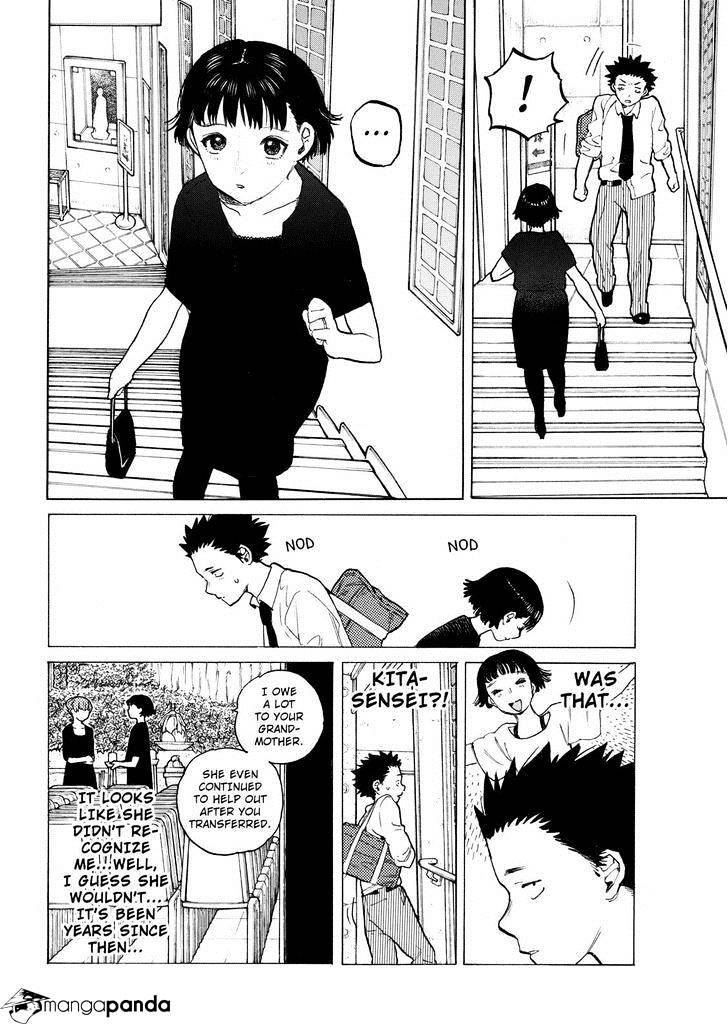 !
...
NOD
NOD
WAS
THAT...
KITA-
SENSEI?!
I OWE
A LOT
TO YOUR
GRAND-
MOTHER.
SHE EVEN
CONTINUED
TO HELP OUT
AFTER YOU
TRANSFERRED.
IT LOOKS
LIKE SHE
DIDN'T RE-
COGNIZE
ME...WELL,
I GUESS SHE
WOULDN'T...
IT'S BEEN
YEARS SINCE
THEN...
mangapanda